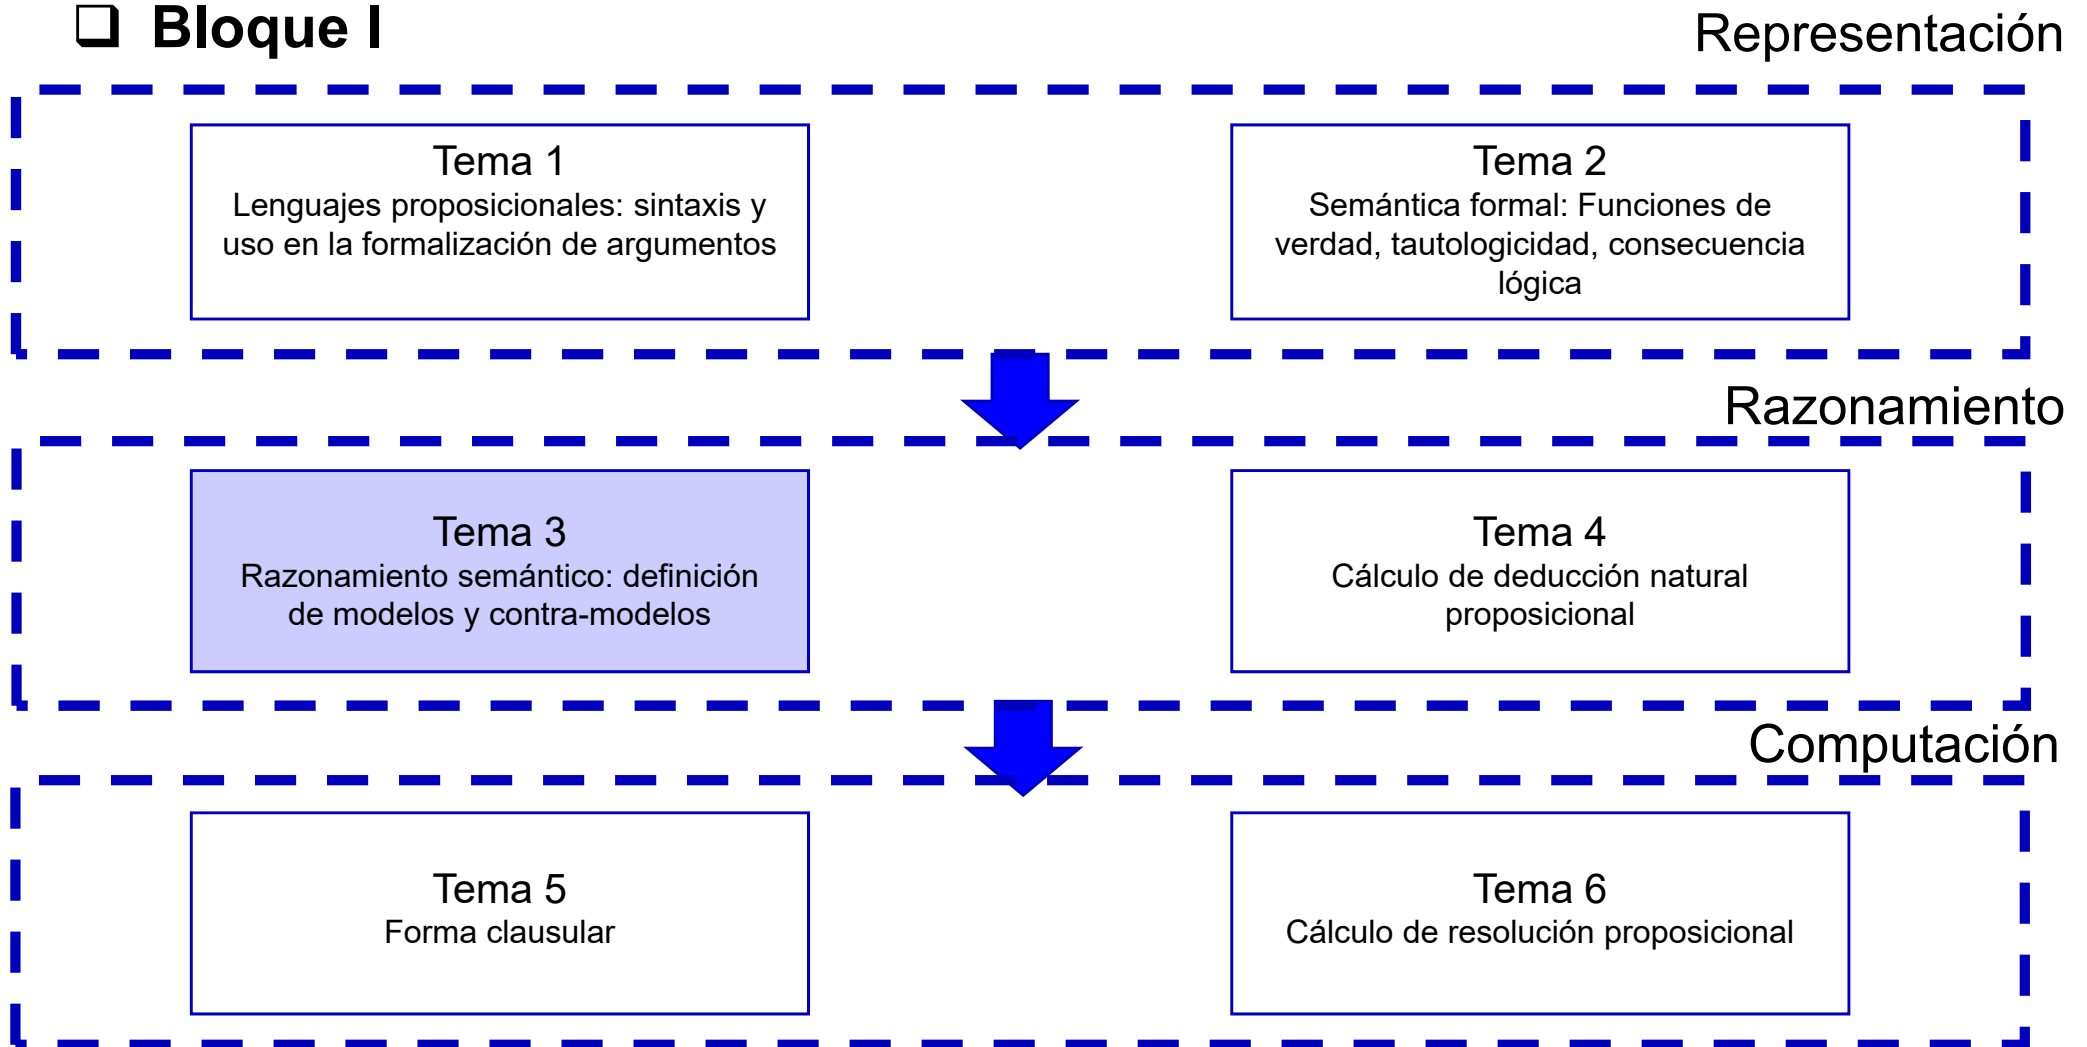 Bloque I
Representación
Tema 1
Lenguajes proposicionales: sintaxis y
uso en la formalización de argumentos
Tema 2
Semántica formal: Funciones de
verdad, tautologicidad, consecuencia
lógica
Razonamiento
Tema 3
Razonamiento semántico: definición
de modelos y contra-modelos
Tema 4
Cálculo de deducción natural
proposicional
Computación
Tema 5
Forma clausular
Tema 6
Cálculo de resolución proposicional